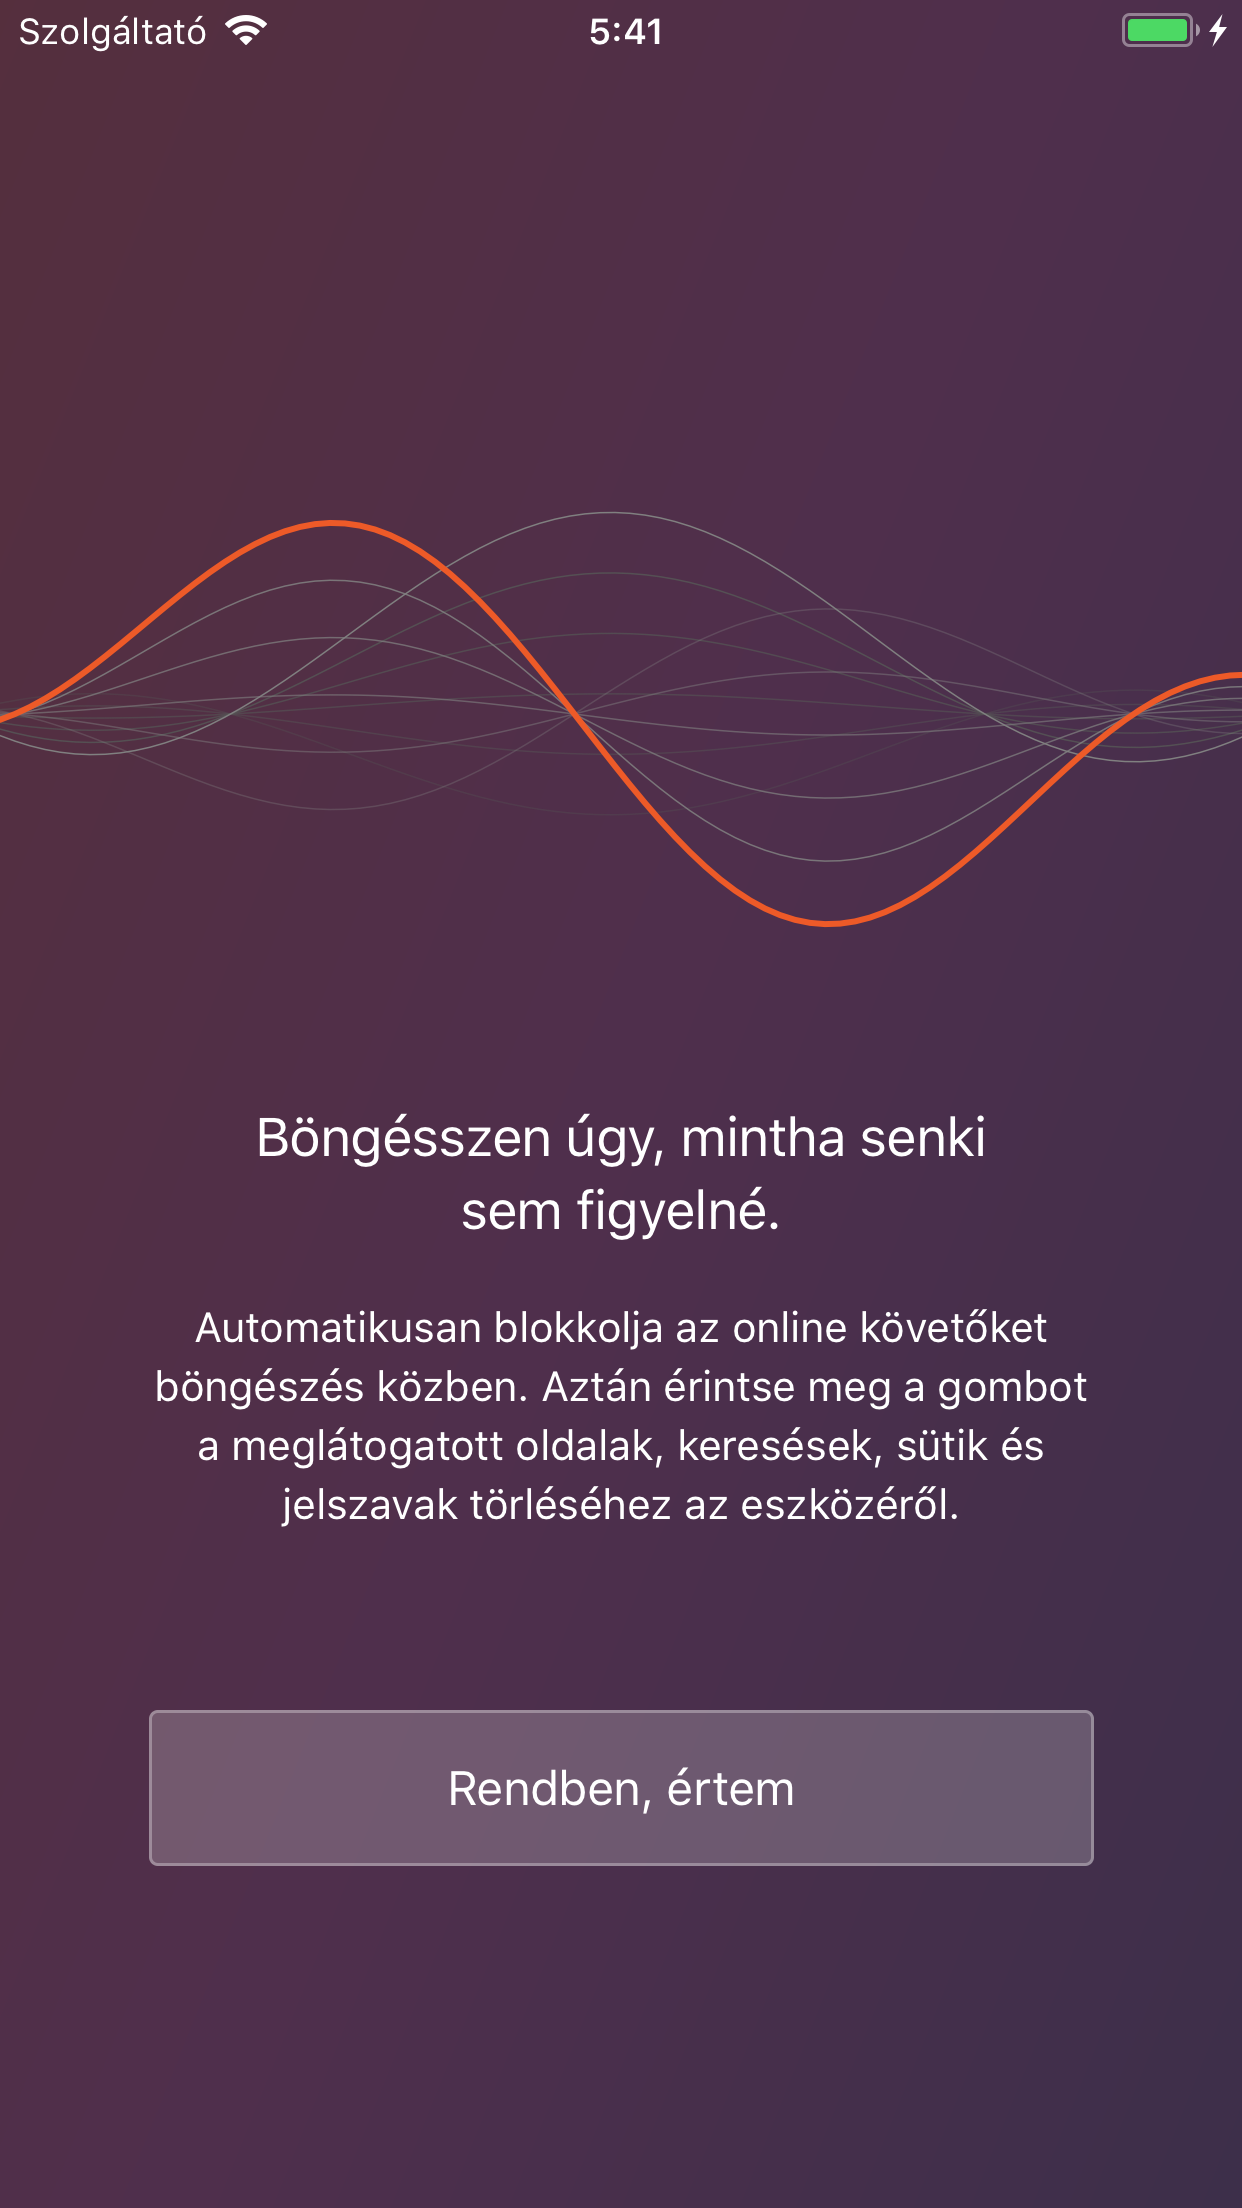 Szolgáltató
5:41
Böngésszen úgy, mintha senki
sem figyelné.
Automatikusan blokkolja az online követőket
böngészés közben. Aztán érintse meg a gombot
a meglátogatott oldalak, keresések, sütik és
jelszavak törléséhez az eszközéről.
Rendben, értem